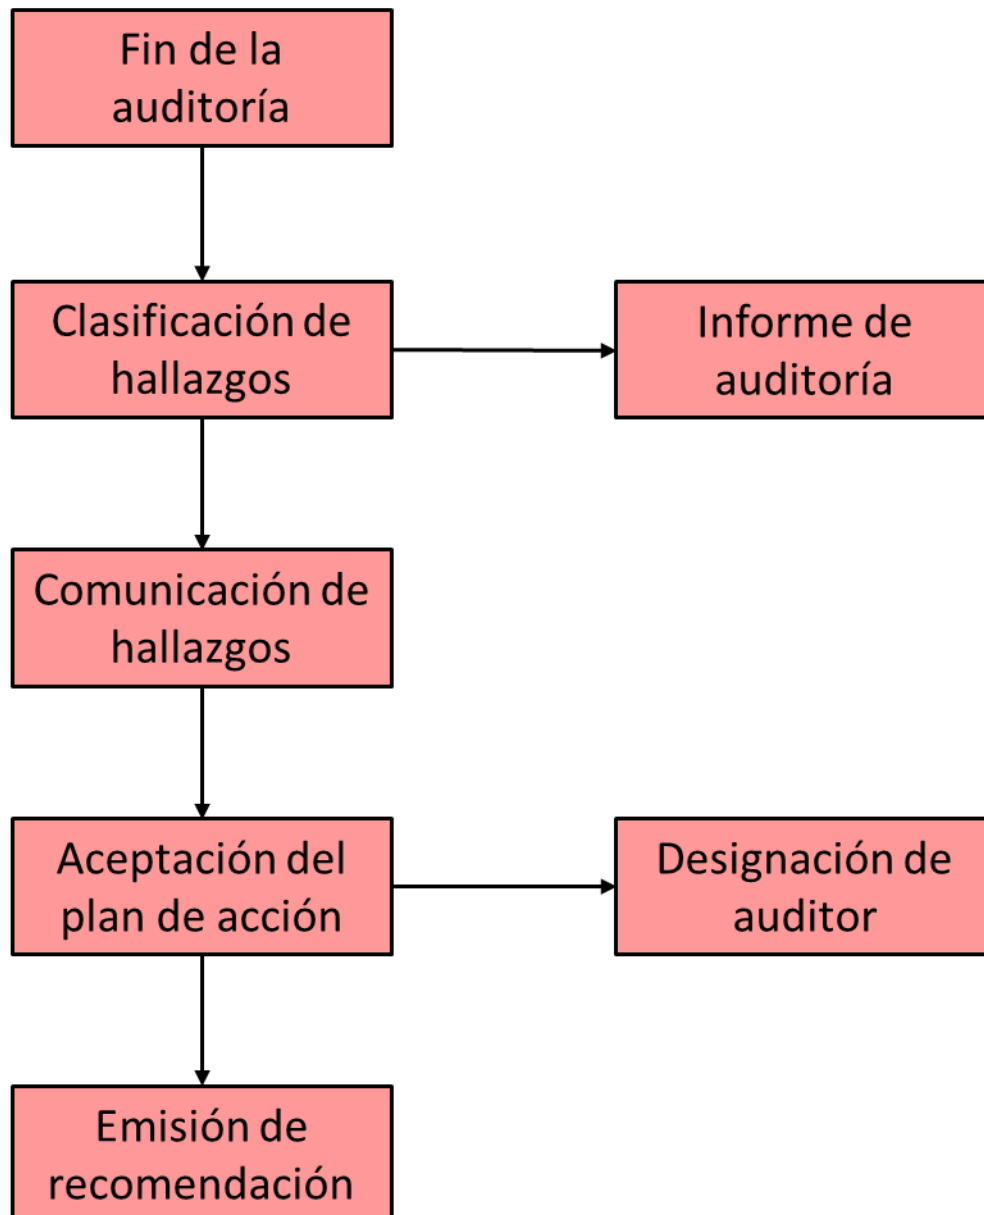 Fin de la
auditoría
Clasificación de
hallazgos
Informe de
auditoría
Comunicación de
hallazgos
Aceptación del
plan de acción
Designación de
auditor
Emisión de
recomendación